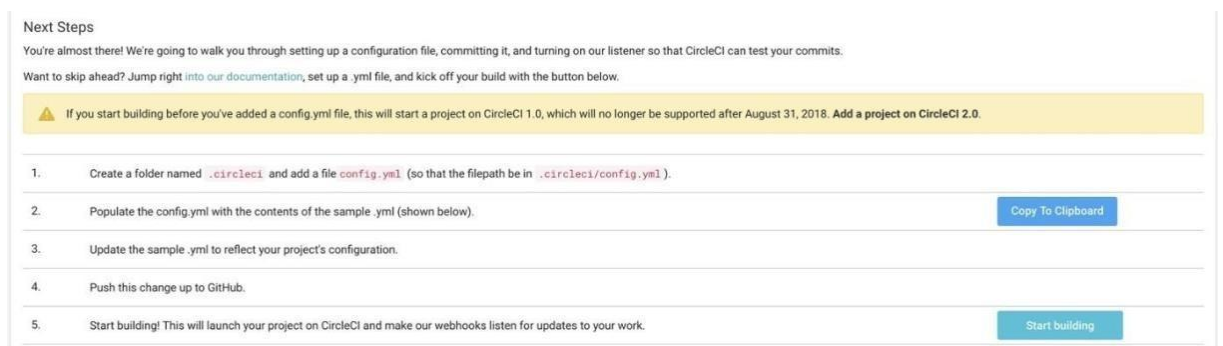 Next Steps
You're almost there! We're going to walk you through setting up a configuration file, committing it, and turning on our listener so that CircleCI can test your commits.
Want to skip ahead? Jump right into our documentation, set up a .yml file, and kick off your build with the button below.
If you start building before you've added a config.yml file, this will start a project on CircleCI 1.0, which will no longer be supported after August 31, 2018. Add a project on CircleCI 2.0.
1. Create a folder named .circleci and add a file config.yml (so that the filepath be in .circleci/config.yml).
2. Populate the config.yml with the contents of the sample .yml (shown below). Copy To Clipboard
3. Update the sample .yml to reflect your project's configuration.
4. Push this change up to GitHub.
5. Start building! This will launch your project on CircleCI and make our webhooks listen for updates to your work. Start building